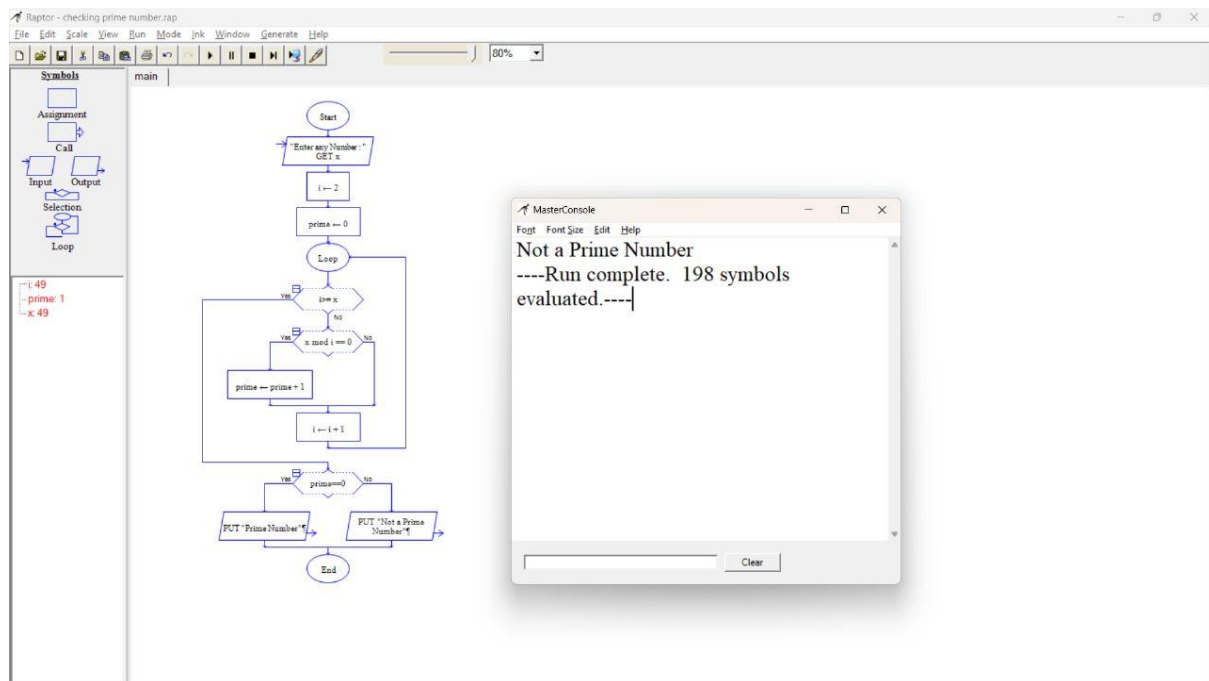 Raptor - checking prime number.rap
File Edit Scale View Run Mode Ink Window Generate Help
80%
Symbols
Assignment
Call
Input Output
Selection
Loop
i: 49
prime: 1
x: 49
main
Start
"Enter any Number : "
GET x
i ← 2
prime ← 0
Loop
Yes i>= x
No
Yes x mod i == 0 No
prime ← prime + 1
i ← i + 1
Yes prime==0 No
PUT "Prime Number"¶
PUT "Not a Prime
Number"¶
End
MasterConsole
Font Font Size Edit Help
Not a Prime Number
----Run complete. 198 symbols
evaluated.----
Clear